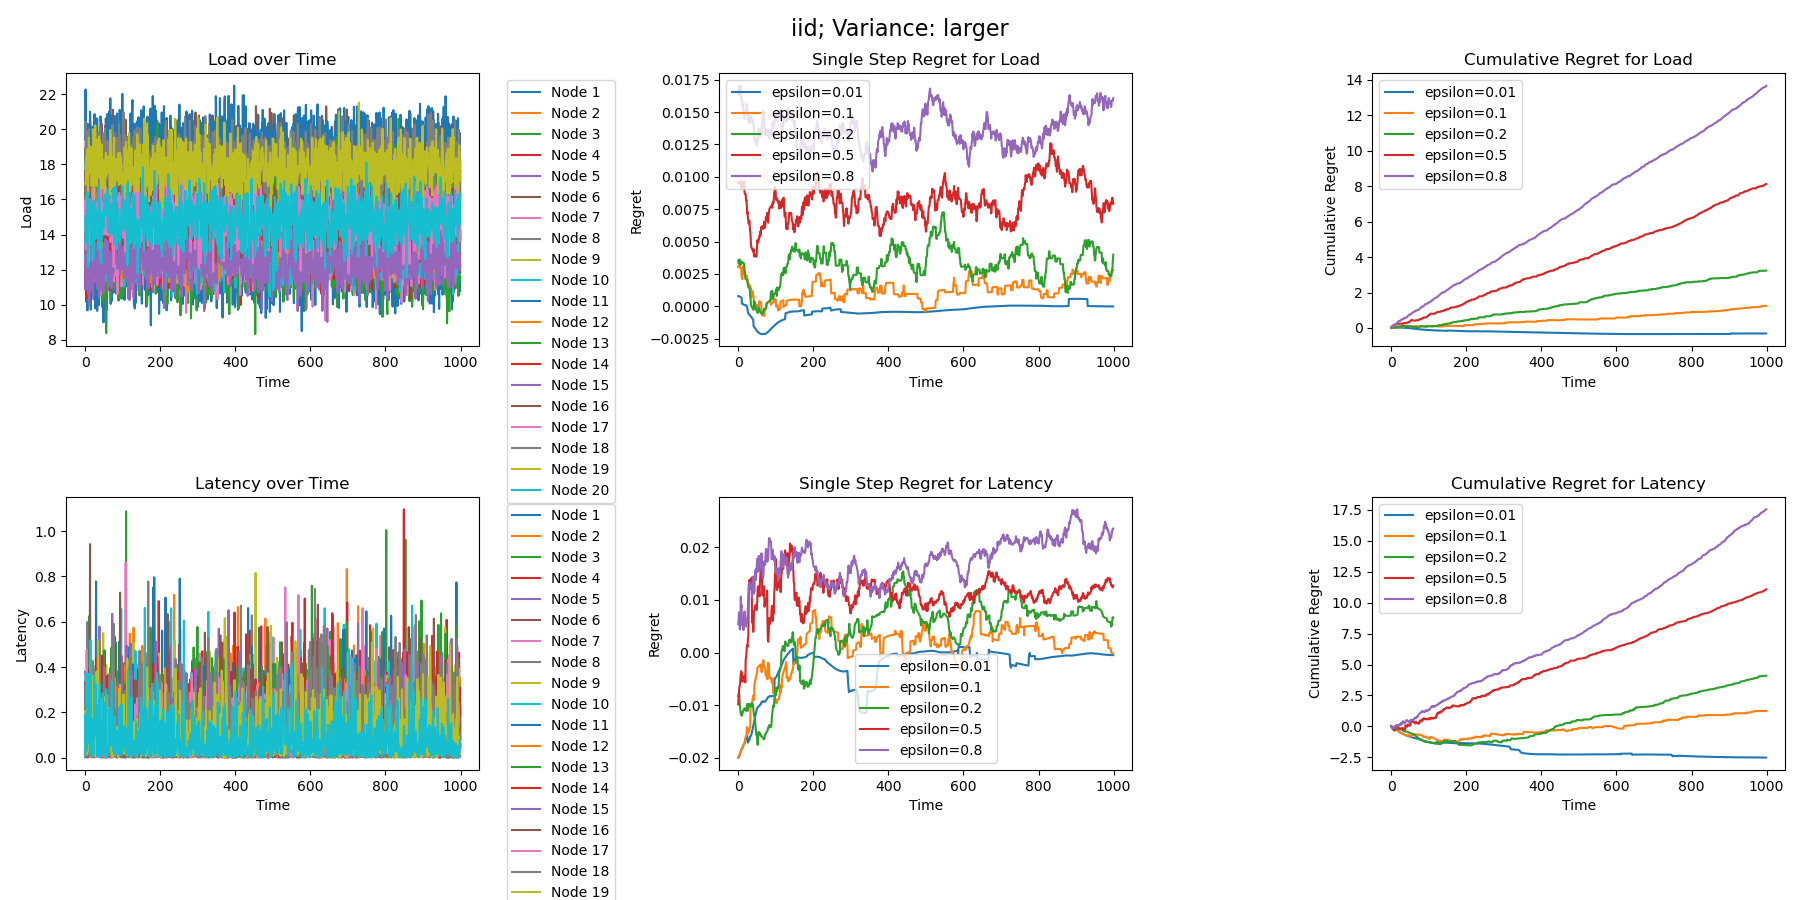 iid; Variance: larger
Load over Time
Load
22
20
18
16
14
12
10
8
0
200
400
600
800
1000
Time
Node 1
Node 2
Node 3
Node 4
Node 5
Node 6
Node 7
Node 8
Node 9
Node 10
Node 11
Node 12
Node 13
Node 14
Node 15
Node 16
Node 17
Node 18
Node 19
Node 20
Single Step Regret for Load
Regret
0.0175
0.0150
0.0125
0.0100
0.0075
0.0050
0.0025
0.0000
−0.0025
epsilon=0.01
epsilon=0.1
epsilon=0.2
epsilon=0.5
epsilon=0.8
0
200
400
600
800
1000
Time
Cumulative Regret for Load
Cumulative Regret
14
12
10
8
6
4
2
0
epsilon=0.01
epsilon=0.1
epsilon=0.2
epsilon=0.5
epsilon=0.8
0
200
400
600
800
1000
Time
Latency over Time
Latency
1.0
0.8
0.6
0.4
0.2
0.0
0
200
400
600
800
1000
Time
Node 1
Node 2
Node 3
Node 4
Node 5
Node 6
Node 7
Node 8
Node 9
Node 10
Node 11
Node 12
Node 13
Node 14
Node 15
Node 16
Node 17
Node 18
Node 19
Single Step Regret for Latency
Regret
0.02
0.01
0.00
−0.01
−0.02
epsilon=0.01
epsilon=0.1
epsilon=0.2
epsilon=0.5
epsilon=0.8
0
200
400
600
800
1000
Time
Cumulative Regret for Latency
Cumulative Regret
17.5
15.0
12.5
10.0
7.5
5.0
2.5
0.0
−2.5
epsilon=0.01
epsilon=0.1
epsilon=0.2
epsilon=0.5
epsilon=0.8
0
200
400
600
800
1000
Time